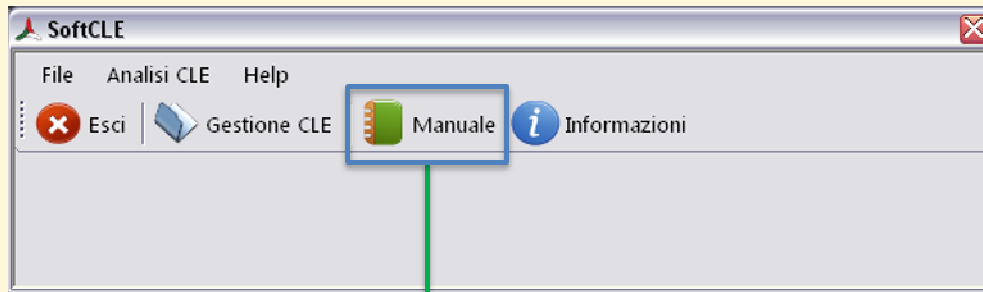 SoftCLE
File Analisi CLE Help
Esci Gestione CLE Manuale Informazioni